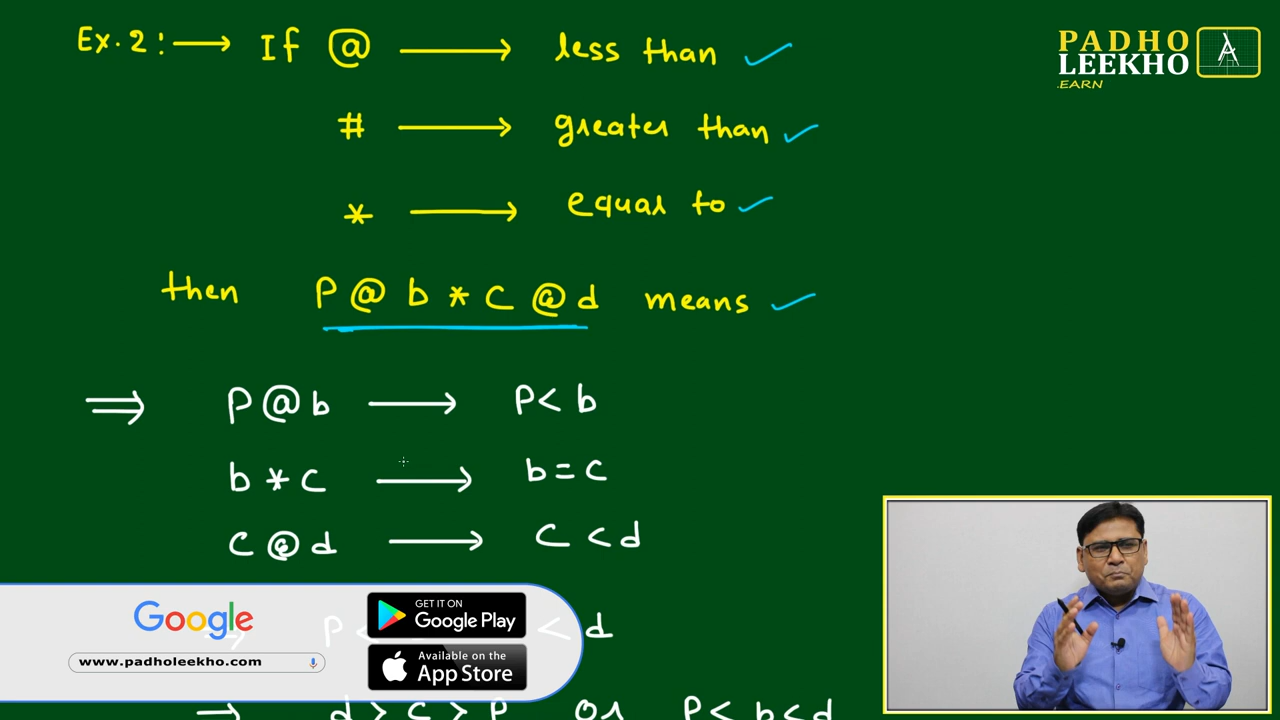 Ex. 2 : → If @ → less than ✓
# → greater than ✓
* → equal to ✓
then P @ b * C @ d means ✓
⇒ P @ b → P < b
b * c → b = c
C @ d → C < d
P < d
→ d > c > P or P < b < d
PADHO
LEEKHO
.EARN
Google
www.padholeekho.com
GET IT ON
Google Play
Available on the
App Store